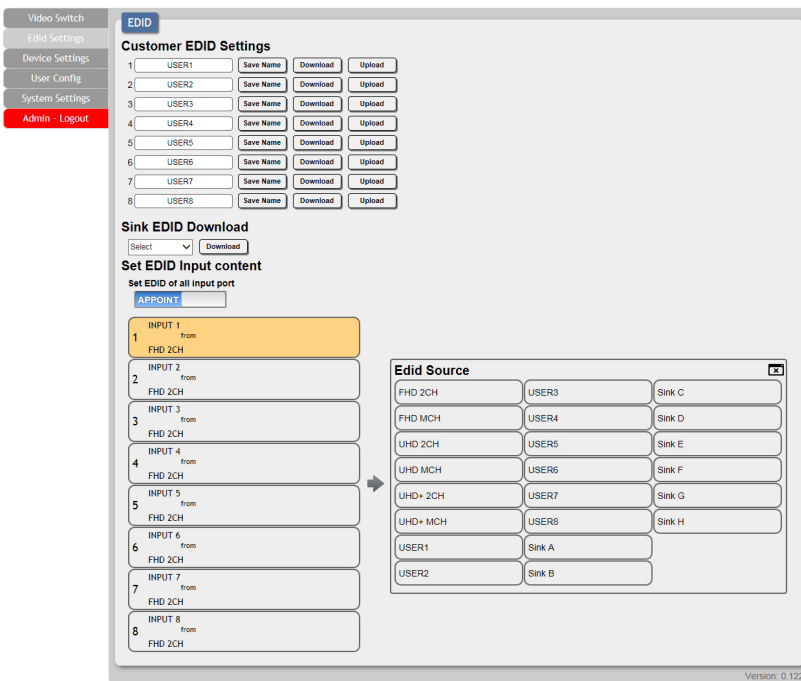 Video Switch
Edid Settings
Device Settings
User Config
System Settings
Admin - Logout
EDID
Customer EDID Settings
1 USER1 Save Name Download Upload
2 USER2 Save Name Download Upload
3 USER3 Save Name Download Upload
4 USER4 Save Name Download Upload
5 USER5 Save Name Download Upload
6 USER6 Save Name Download Upload
7 USER7 Save Name Download Upload
8 USER8 Save Name Download Upload
Sink EDID Download
Select Download
Set EDID Input content
Set EDID of all input port
APPOINT
INPUT 1
1 from
FHD 2CH
INPUT 2
2 from
FHD 2CH
INPUT 3
3 from
FHD 2CH
INPUT 4
4 from
FHD 2CH
INPUT 5
5 from
FHD 2CH
INPUT 6
6 from
FHD 2CH
INPUT 7
7 from
FHD 2CH
INPUT 8
8 from
FHD 2CH
Edid Source
FHD 2CH USER3 Sink C
FHD MCH USER4 Sink D
UHD 2CH USER5 Sink E
UHD MCH USER6 Sink F
UHD+ 2CH USER7 Sink G
UHD+ MCH USER8 Sink H
USER1 Sink A
USER2 Sink B
Version: 0.122